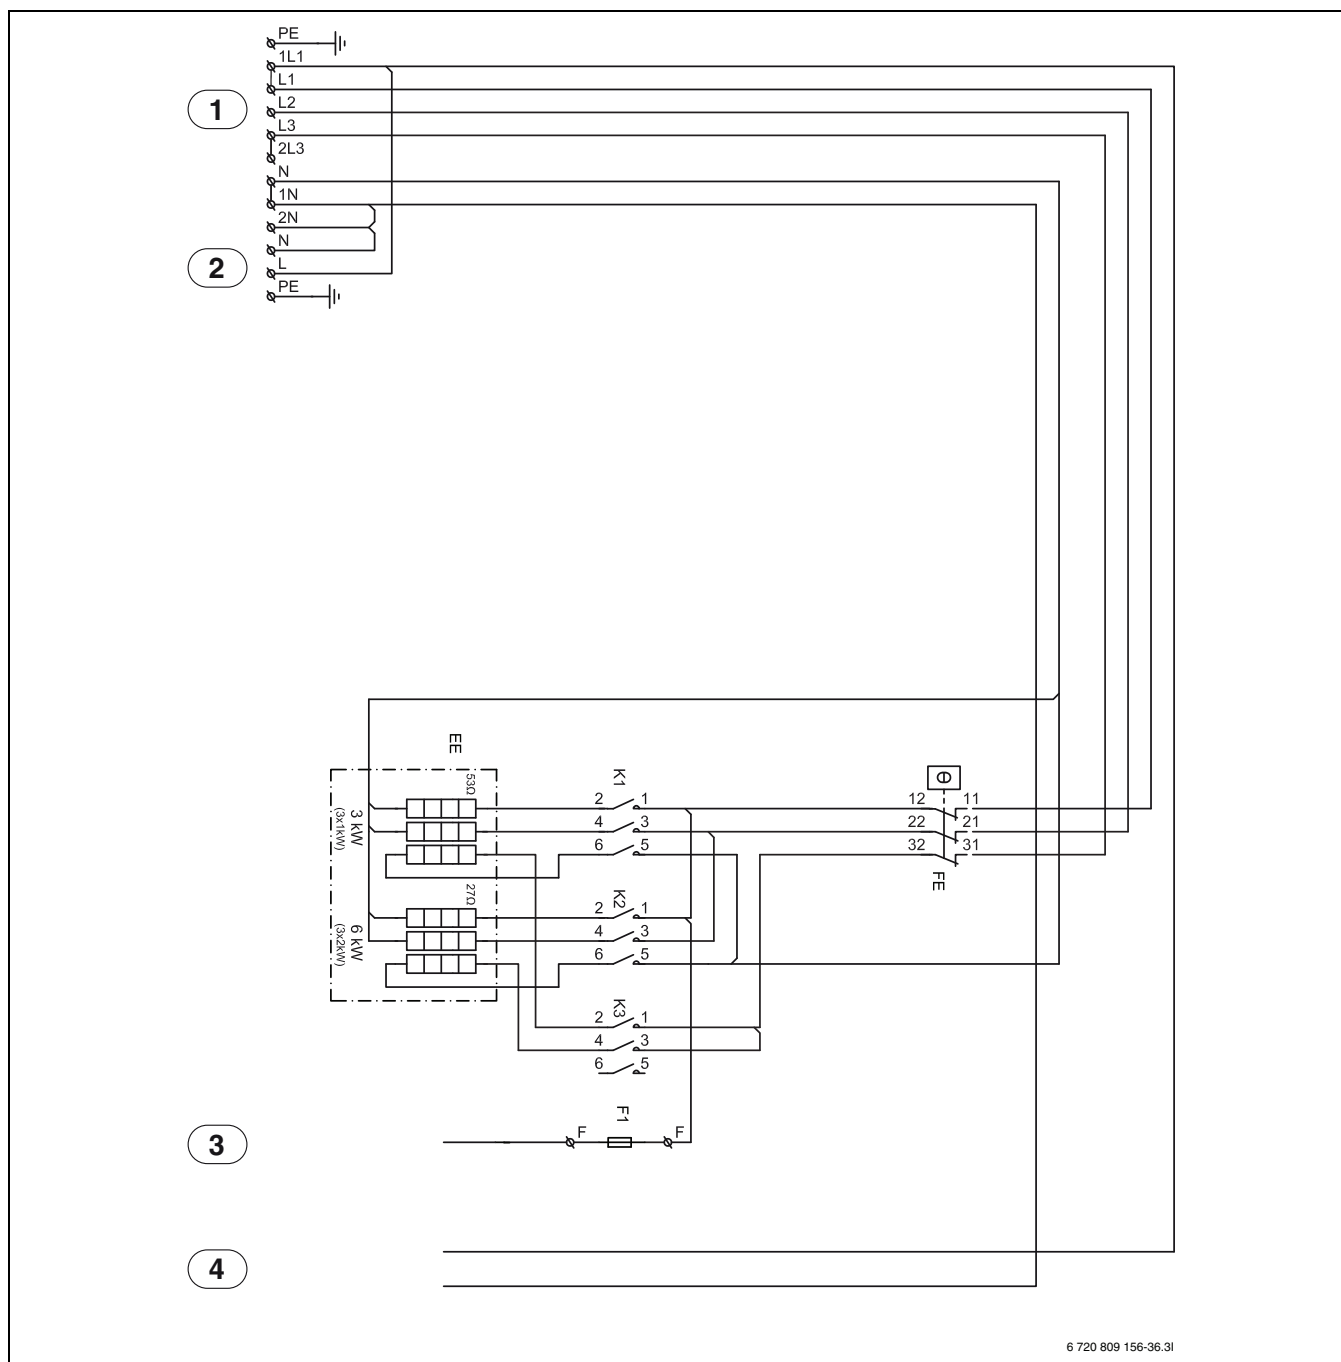 PE
1L1
L1
1
L2
L3
2L3
N
1N
2N
N
2
L
PE
EE
53Ω
3 kW
(3x1kW)
27Ω
6 kW
(3x2kW)
K1
2 1
4 3
6 5
K2
2 1
4 3
6 5
K3
2 1
4 3
6 5
Θ
12 11
22 21
32 31
FE
F1
3
F F
4
6 720 809 156-36.3I